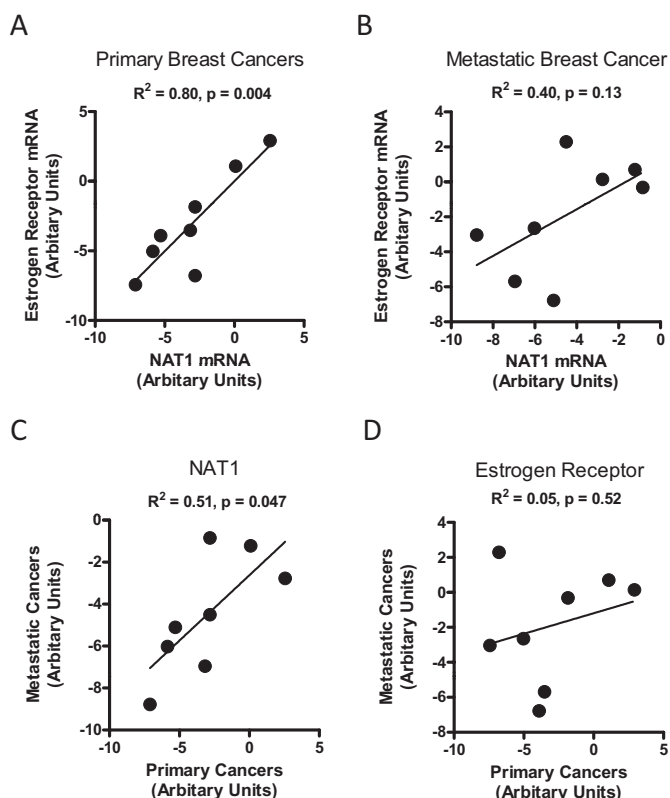 A
Primary Breast Cancers
R² = 0.80, p = 0.004
5
0
-5
-10
-10
-5
0
5
Estrogen Receptor mRNA
(Arbitary Units)
NAT1 mRNA
(Arbitary Units)
B
Metastatic Breast Cancer
R² = 0.40, p = 0.13
4
2
0
-2
-4
-6
-8
-10
-8
-6
-4
-2
0
Estrogen Receptor mRNA
(Arbitary Units)
NAT1 mRNA
(Arbitary Units)
C
NAT1
R² = 0.51, p = 0.047
0
-2
-4
-6
-8
-10
-10
-5
0
5
Metastatic Cancers
(Arbitary Units)
Primary Cancers
(Arbitary Units)
D
Estrogen Receptor
R² = 0.05, p = 0.52
4
2
0
-2
-4
-6
-8
-10
-5
0
5
Metastatic Cancers
(Arbitary Units)
Primary Cancers
(Arbitary Units)